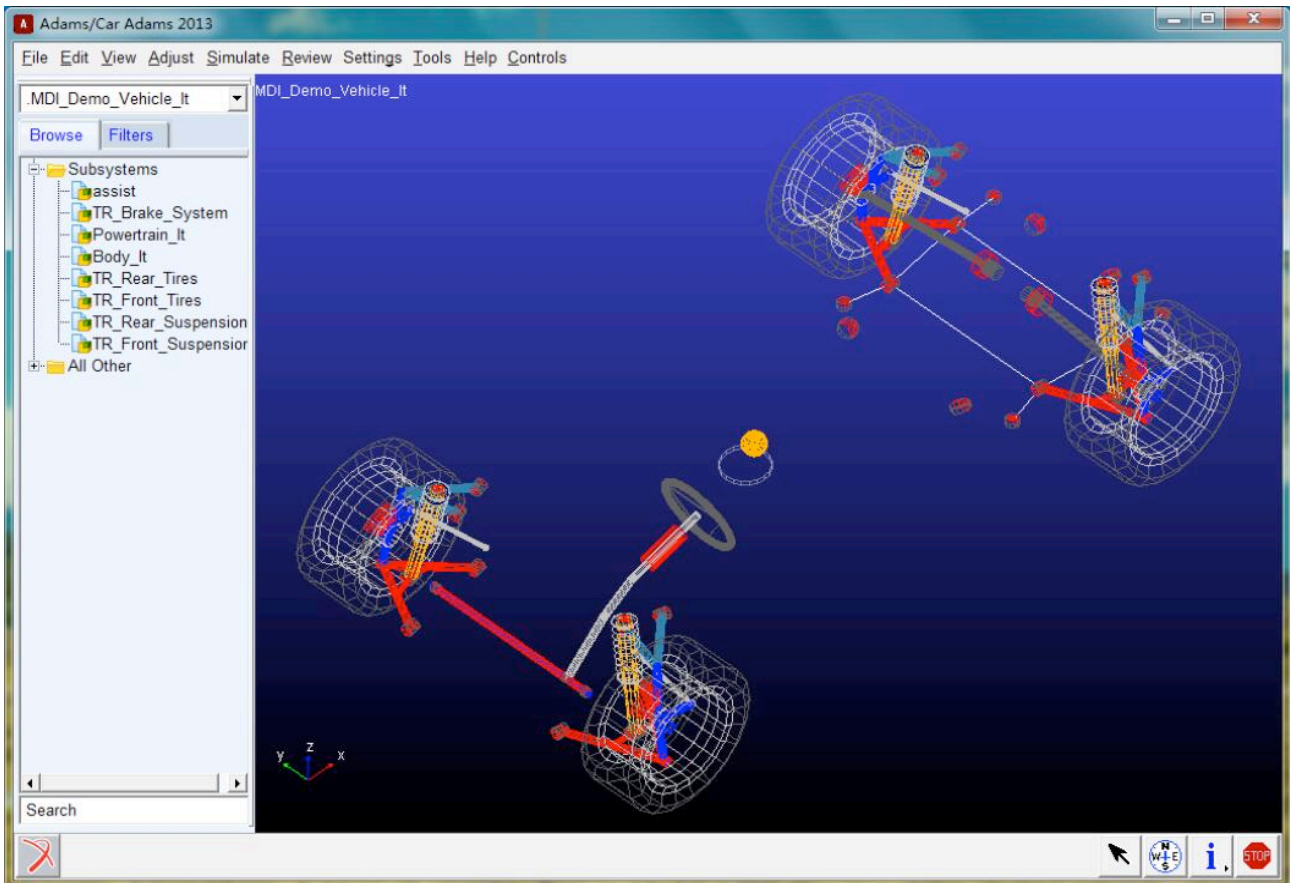 Adams/Car Adams 2013
File Edit View Adjust Simulate Review Settings Tools Help Controls
.MDI_Demo_Vehicle_lt
MDI_Demo_Vehicle_lt
Browse Filters
Subsystems
assist
TR_Brake_System
Powertrain_lt
Body_lt
TR_Rear_Tires
TR_Front_Tires
TR_Rear_Suspension
TR_Front_Suspension
All Other
y z x
Search
N
W E
S
i
STOP